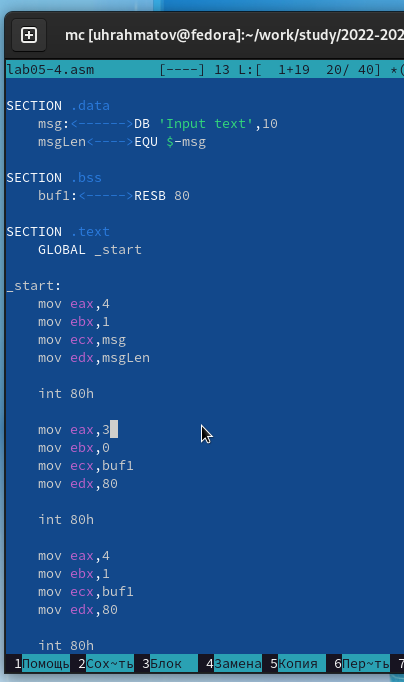 mc [uhrahmatov@fedora]:~/work/study/2022-202
lab05-4.asm [----] 13 L:[ 1+19 20/ 40] *(
SECTION .data
msg:<------>DB 'Input text',10
msgLen<---->EQU $-msg
SECTION .bss
buf1:<----->RESB 80
SECTION .text
GLOBAL _start
_start:
mov eax,4
mov ebx,1
mov ecx,msg
mov edx,msgLen
int 80h
mov eax,3
mov ebx,0
mov ecx,buf1
mov edx,80
int 80h
mov eax,4
mov ebx,1
mov ecx,buf1
mov edx,80
int 80h
1Помощь 2Сох~ть 3Блок 4Замена 5Копия 6Пер~ть 7